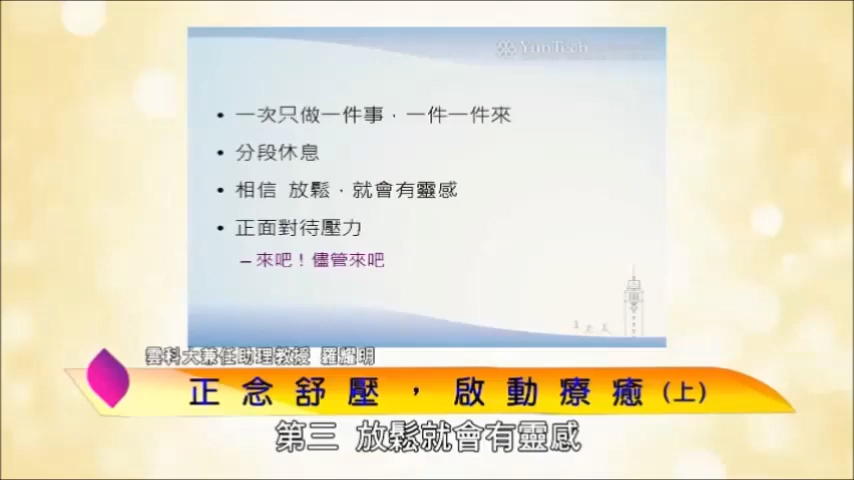 YunTech
• 一次只做一件事，一件一件來
• 分段休息
• 相信 放鬆，就會有靈感
• 正面對待壓力
– 來吧！儘管來吧
雲科大兼任助理教授 羅耀明
正念舒壓，啟動療癒(上)
第三 放鬆就會有靈感